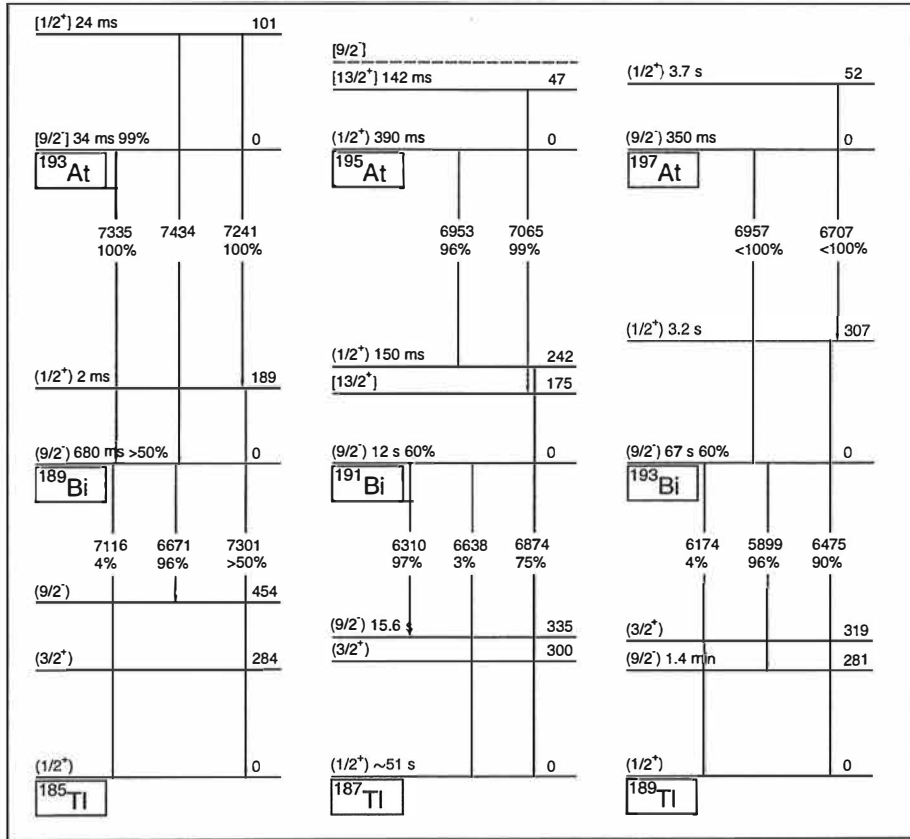 [1/2⁺] 24 ms 101
[9/2⁻] 34 ms 99% 0
¹⁹³At
7335 7434 7241
100% 100%
(1/2⁺) 2 ms 189
(9/2⁻) 680 ms >50% 0
¹⁸⁹Bi
7116 6671 7301
4% 96% >50%
(9/2⁻) 454
(3/2⁺) 284
(1/2⁺) 0
¹⁸⁵Tl
[9/2⁻]
[13/2⁺] 142 ms 47
(1/2⁺) 390 ms 0
¹⁹⁵At
6953 7065
96% 99%
(1/2⁺) 150 ms 242
[13/2⁺] 175
(9/2⁻) 12 s 60% 0
¹⁹¹Bi
6310 6638 6874
97% 3% 75%
(9/2⁻) 15.6 s 335
(3/2⁺) 300
(1/2⁺) ~51 s 0
¹⁸⁷Tl
(1/2⁺) 3.7 s 52
(9/2⁻) 350 ms 0
¹⁹⁷At
6957 6707
<100% <100%
(1/2⁺) 3.2 s 307
(9/2⁻) 67 s 60% 0
¹⁹³Bi
6174 5899 6475
4% 96% 90%
(3/2⁺) 319
(9/2⁻) 1.4 min 281
(1/2⁺) 0
¹⁸⁹Tl